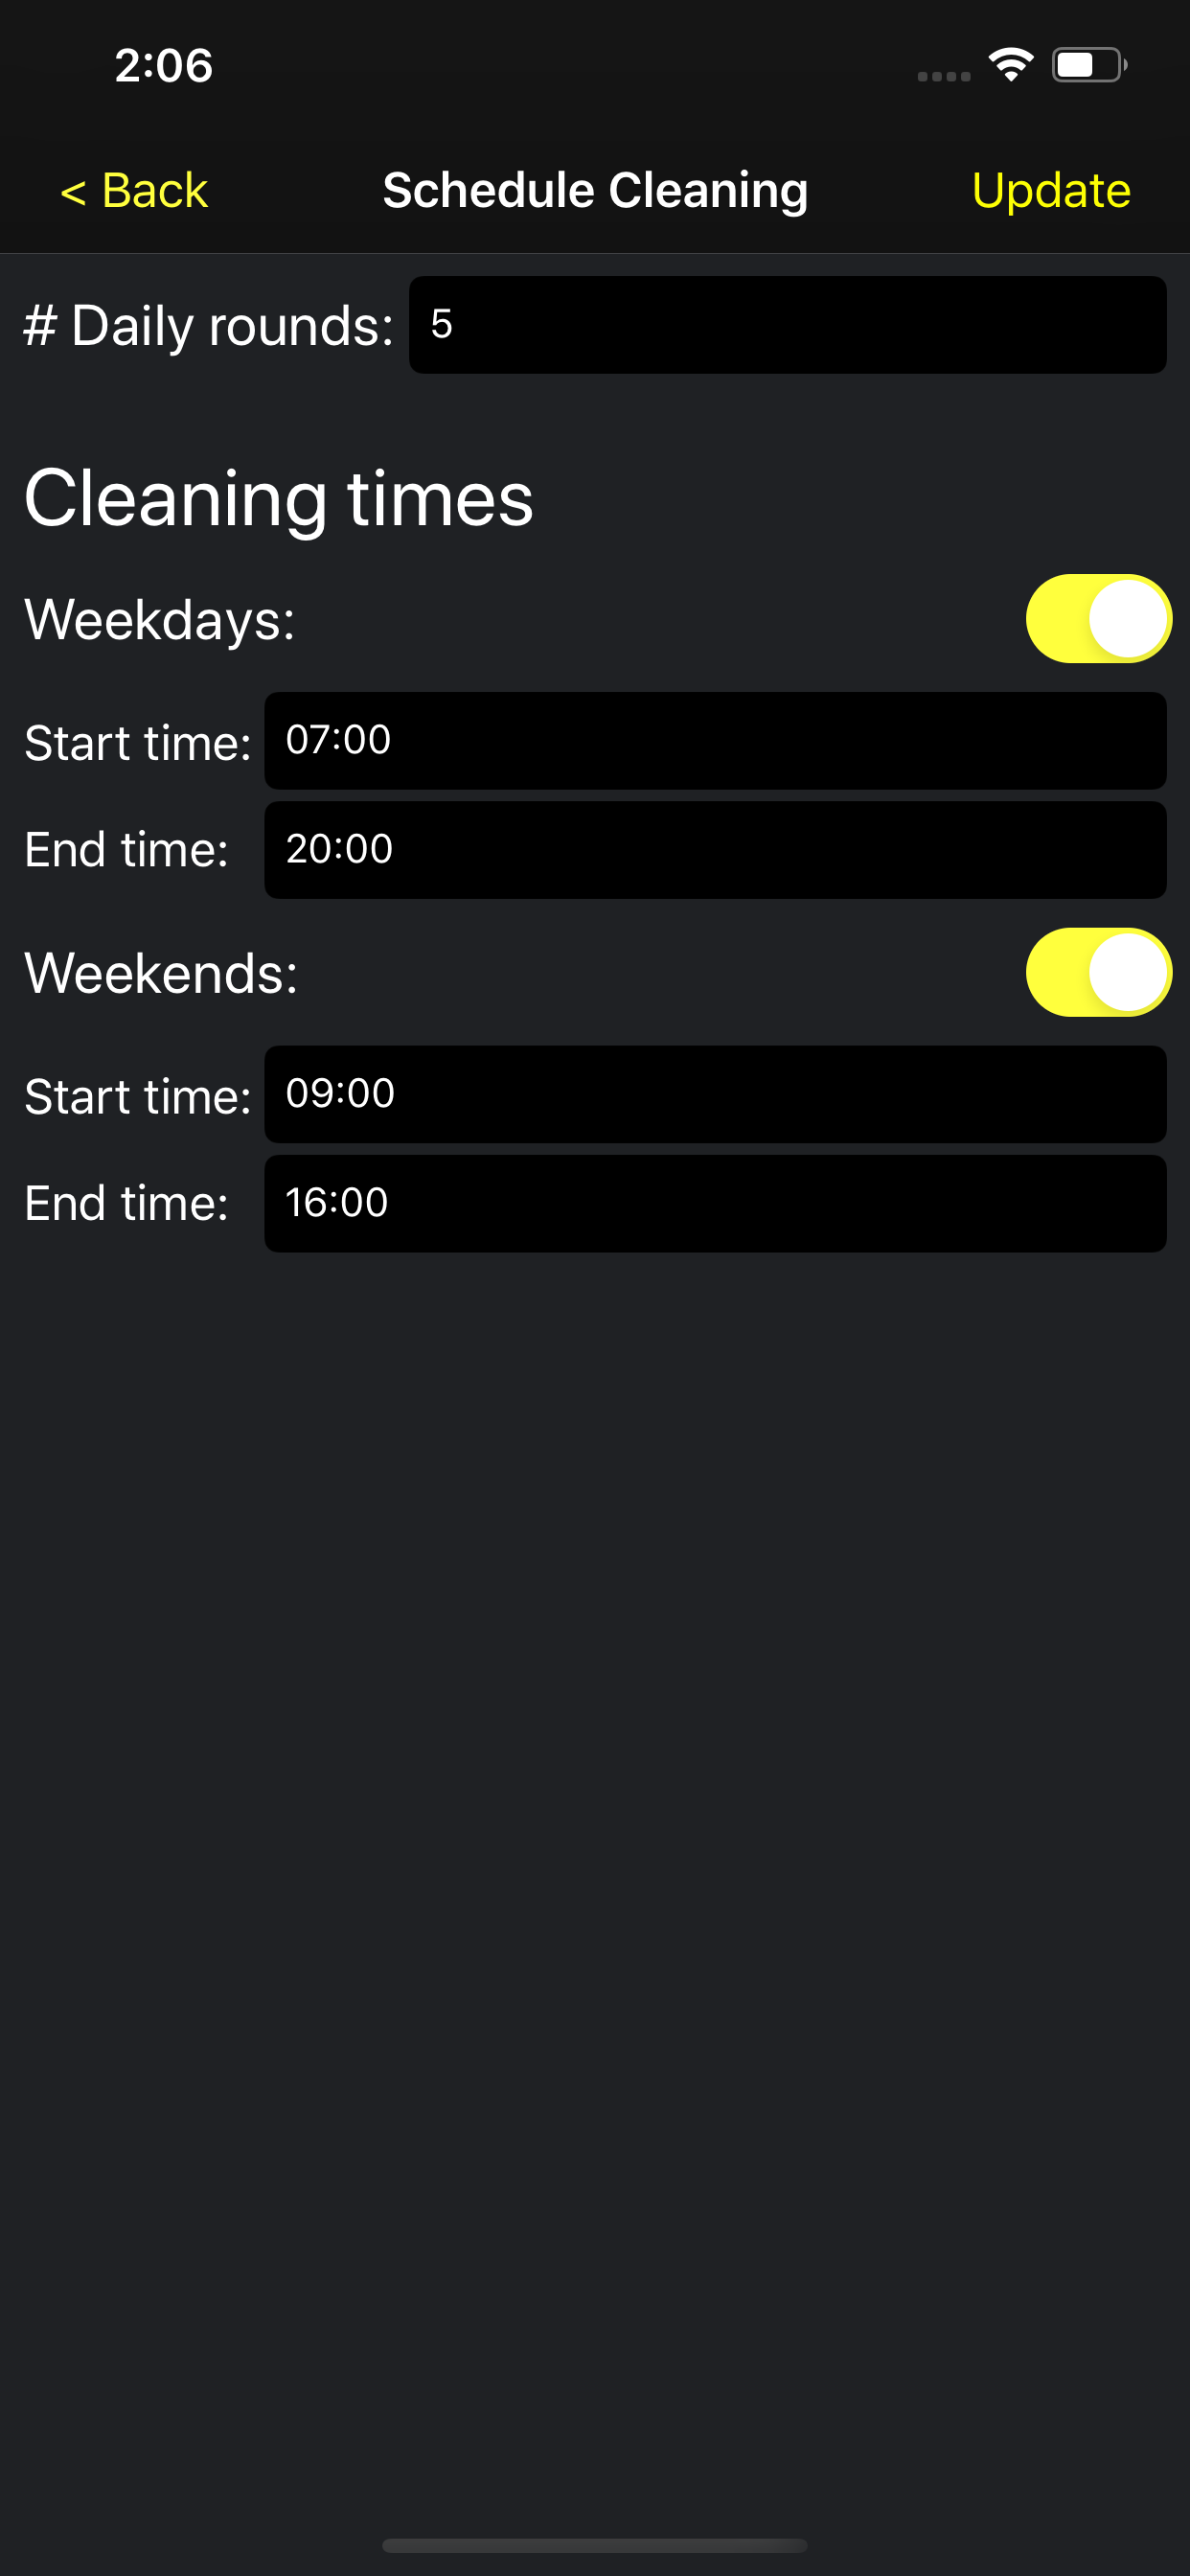 2:06
< Back Schedule Cleaning Update
# Daily rounds: 5
Cleaning times
Weekdays:
Start time: 07:00
End time: 20:00
Weekends:
Start time: 09:00
End time: 16:00